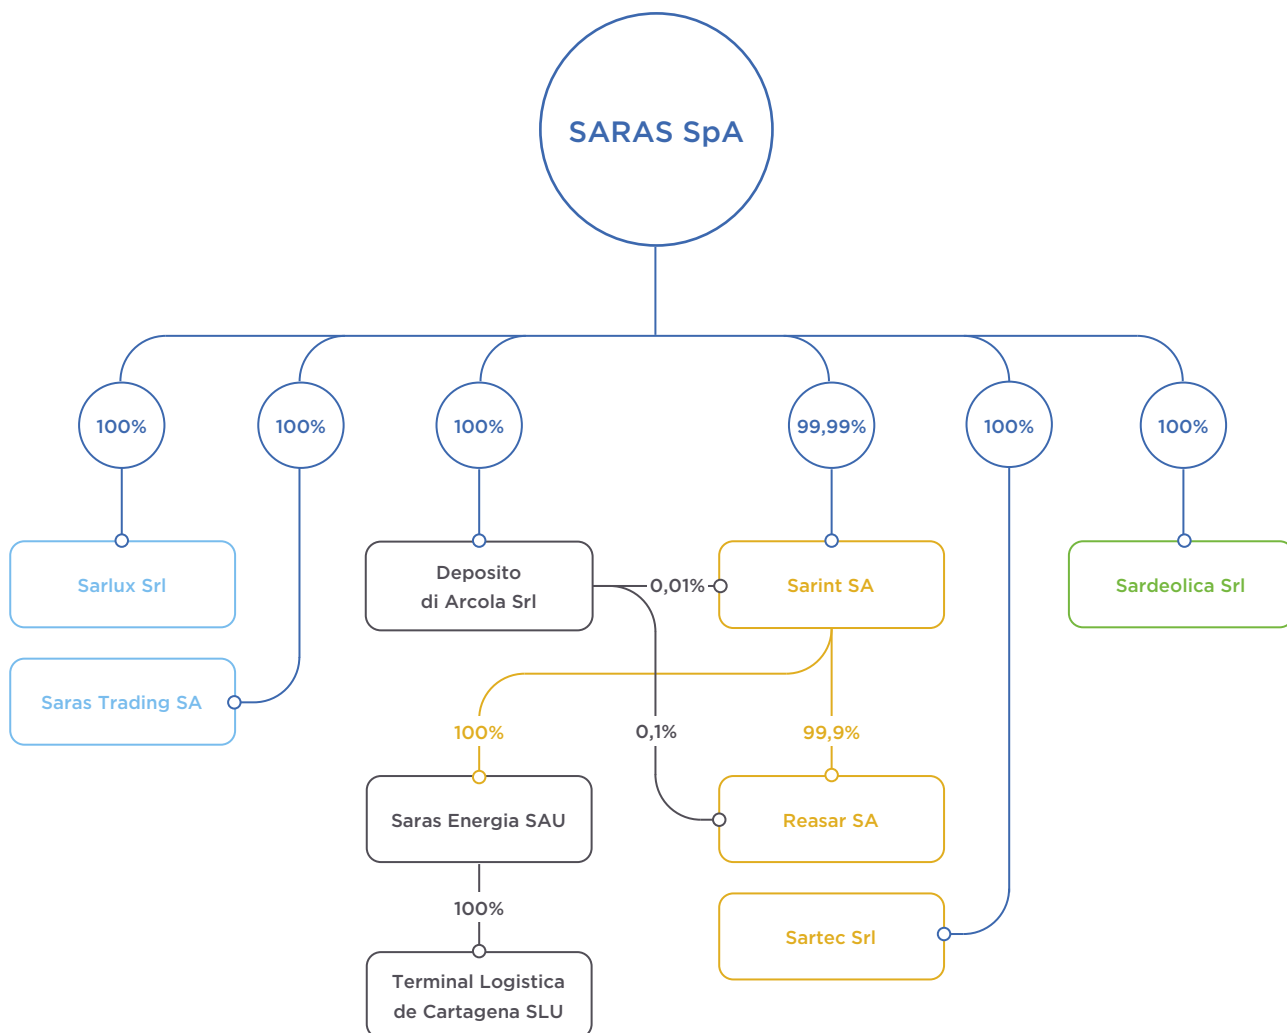 SARAS SpA
100%
100%
100%
99,99%
100%
100%
Sarlux Srl
Deposito
di Arcola Srl
0,01%
Sarint SA
Sardeolica Srl
Saras Trading SA
100%
0,1%
99,9%
Saras Energia SAU
Reasar SA
100%
Sartec Srl
Terminal Logistica
de Cartagena SLU